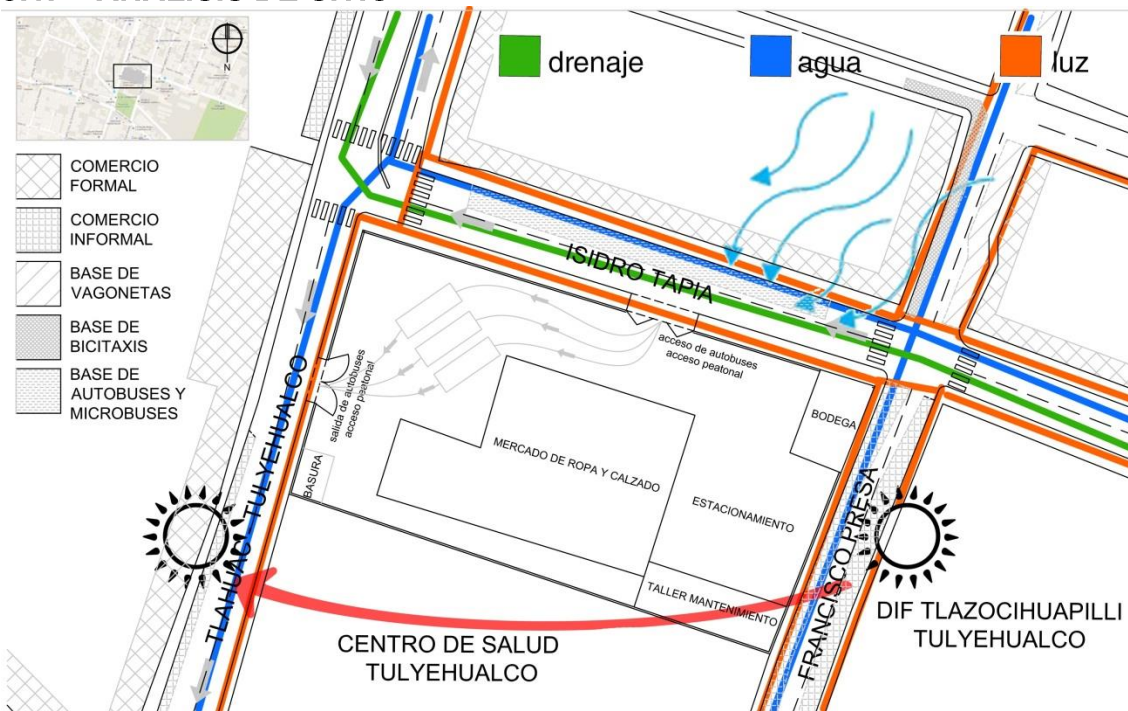 N
drenaje
agua
luz
COMERCIO
FORMAL
COMERCIO
INFORMAL
BASE DE
VAGONETAS
BASE DE
BICITAXIS
BASE DE
AUTOBUSES Y
MICROBUSES
ISIDRO TAPIA
acceso de autobuses
acceso peatonal
salida de autobuses
acceso peatonal
TLAHUAC - TULYEHUALCO
BODEGA
MERCADO DE ROPA Y CALZADO
BASURA
ESTACIONAMIENTO
FRANCISCO PRESA
TALLER MANTENIMIENTO
CENTRO DE SALUD
TULYEHUALCO
DIF TLAZOCIHUAPILLI
TULYEHUALCO